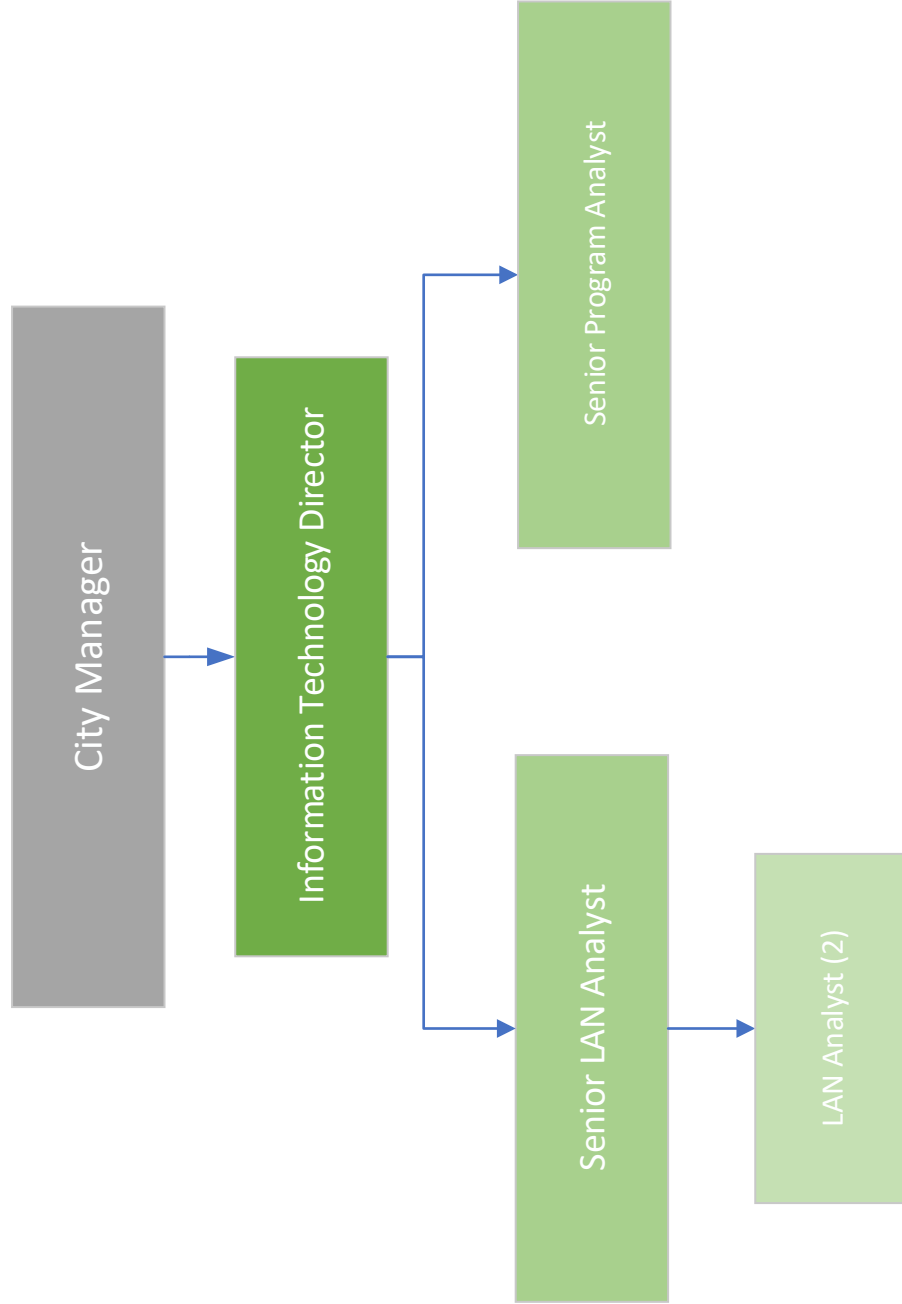 City Manager
Information Technology Director
Senior LAN Analyst
Senior Program Analyst
LAN Analyst (2)